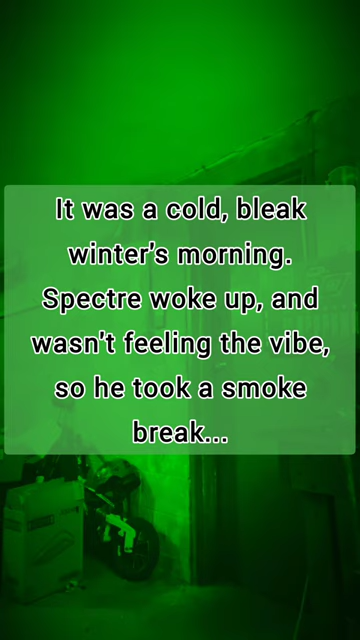 It was a cold, bleak
winter's morning.
Spectre woke up, and
wasn't feeling the vibe,
so he took a smoke
break...